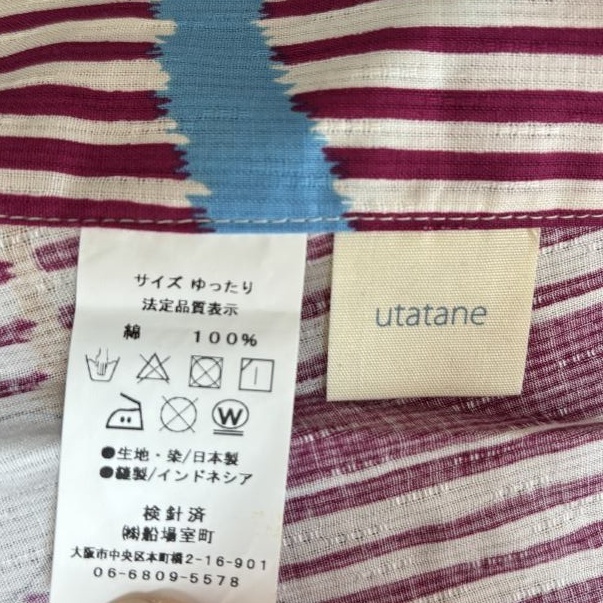 サイズ ゆったり
法定品質表示
綿 100%
W
●生地・染/日本製
●縫製/インドネシア
検針済
㈱船場室町
大阪市中央区本町橋2-16-901
06-6809-5578
utatane